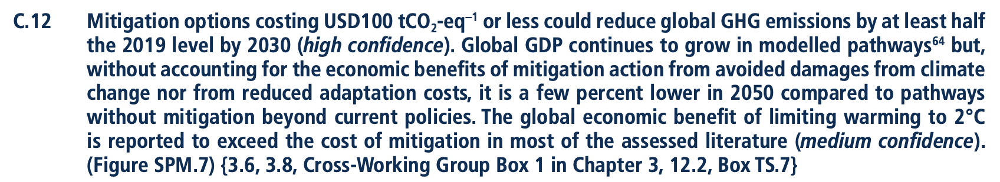 C.12 Mitigation options costing USD100 tCO₂-eq⁻¹ or less could reduce global GHG emissions by at least half
the 2019 level by 2030 (high confidence). Global GDP continues to grow in modelled pathways⁶⁴ but,
without accounting for the economic benefits of mitigation action from avoided damages from climate
change nor from reduced adaptation costs, it is a few percent lower in 2050 compared to pathways
without mitigation beyond current policies. The global economic benefit of limiting warming to 2°C
is reported to exceed the cost of mitigation in most of the assessed literature (medium confidence).
(Figure SPM.7) {3.6, 3.8, Cross-Working Group Box 1 in Chapter 3, 12.2, Box TS.7}